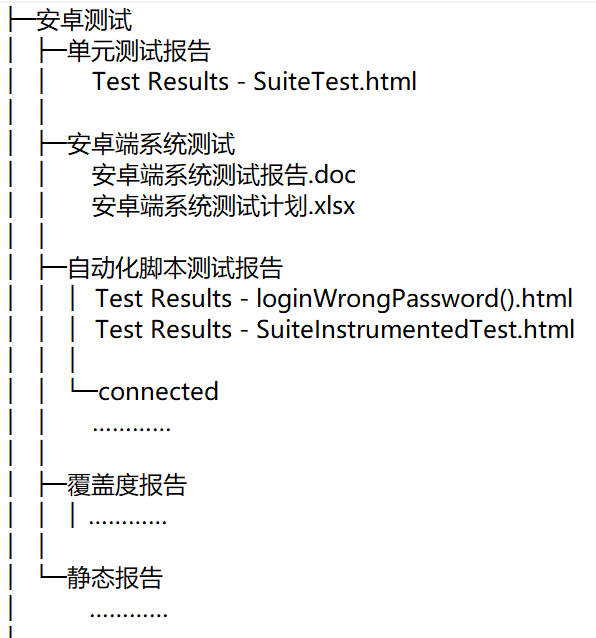 ├─安卓测试
│  ├─单元测试报告
│  │      Test Results - SuiteTest.html
│  │
│  ├─安卓端系统测试
│  │      安卓端系统测试报告.doc
│  │      安卓端系统测试计划.xlsx
│  │
│  ├─自动化脚本测试报告
│  │  │  Test Results - loginWrongPassword().html
│  │  │  Test Results - SuiteInstrumentedTest.html
│  │  │
│  │  └─connected
│  │      …………
│  │
│  ├─覆盖度报告
│  │  │ …………
│  │
│  └─静态报告
│          …………
│